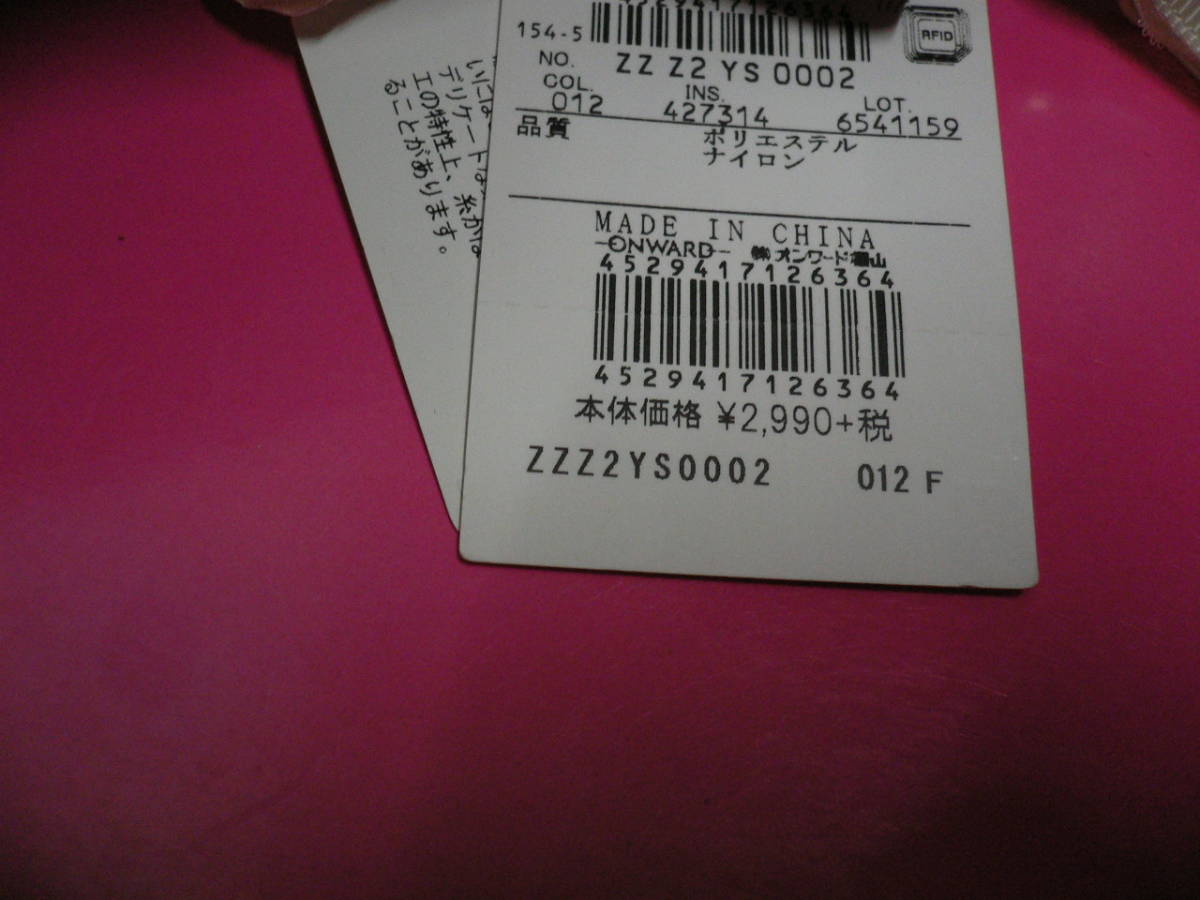 4529417126364
154-5
RFID
NO. ZZ Z2 YS 0002
COL. INS. LOT.
012 427314 6541159
品質 ポリエステル
ナイロン
MADE IN CHINA
ONWARD ㈱オンワード樫山
4529417126364
4529417126364
本体価格 ¥2,990+税
ZZZ2YS0002 012 F
デリケート
工の特性上、糸が
ることがあります。